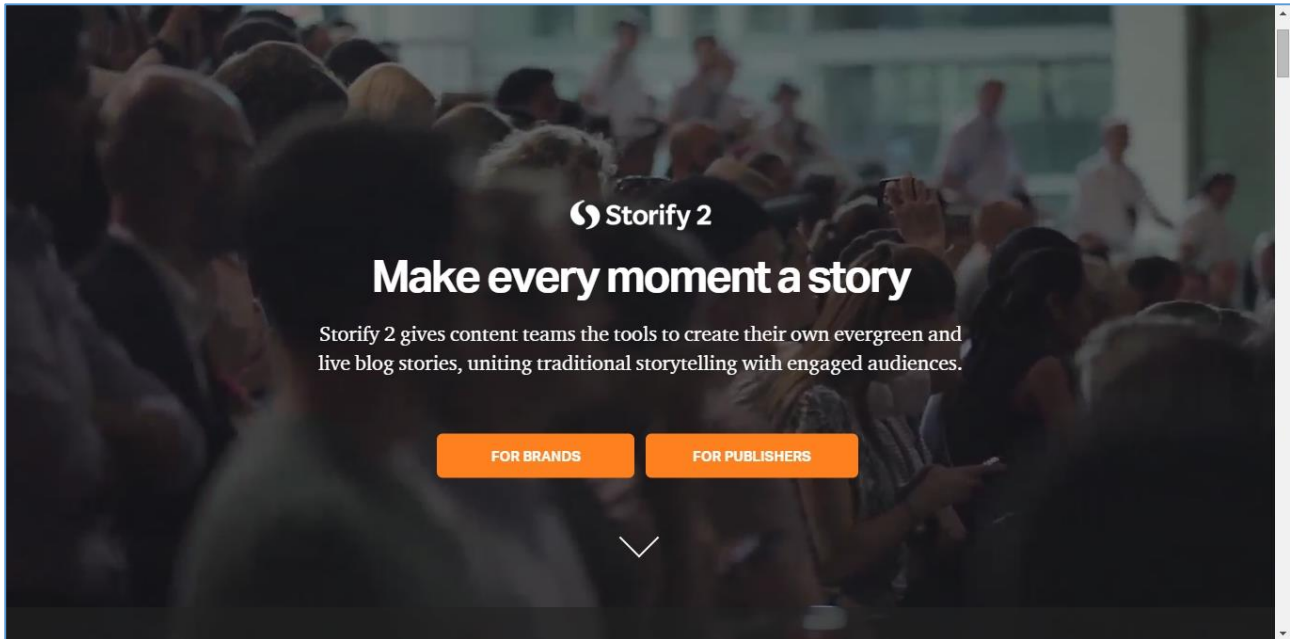 Storify 2
Make every moment a story
Storify 2 gives content teams the tools to create their own evergreen and
live blog stories, uniting traditional storytelling with engaged audiences.
FOR BRANDS
FOR PUBLISHERS